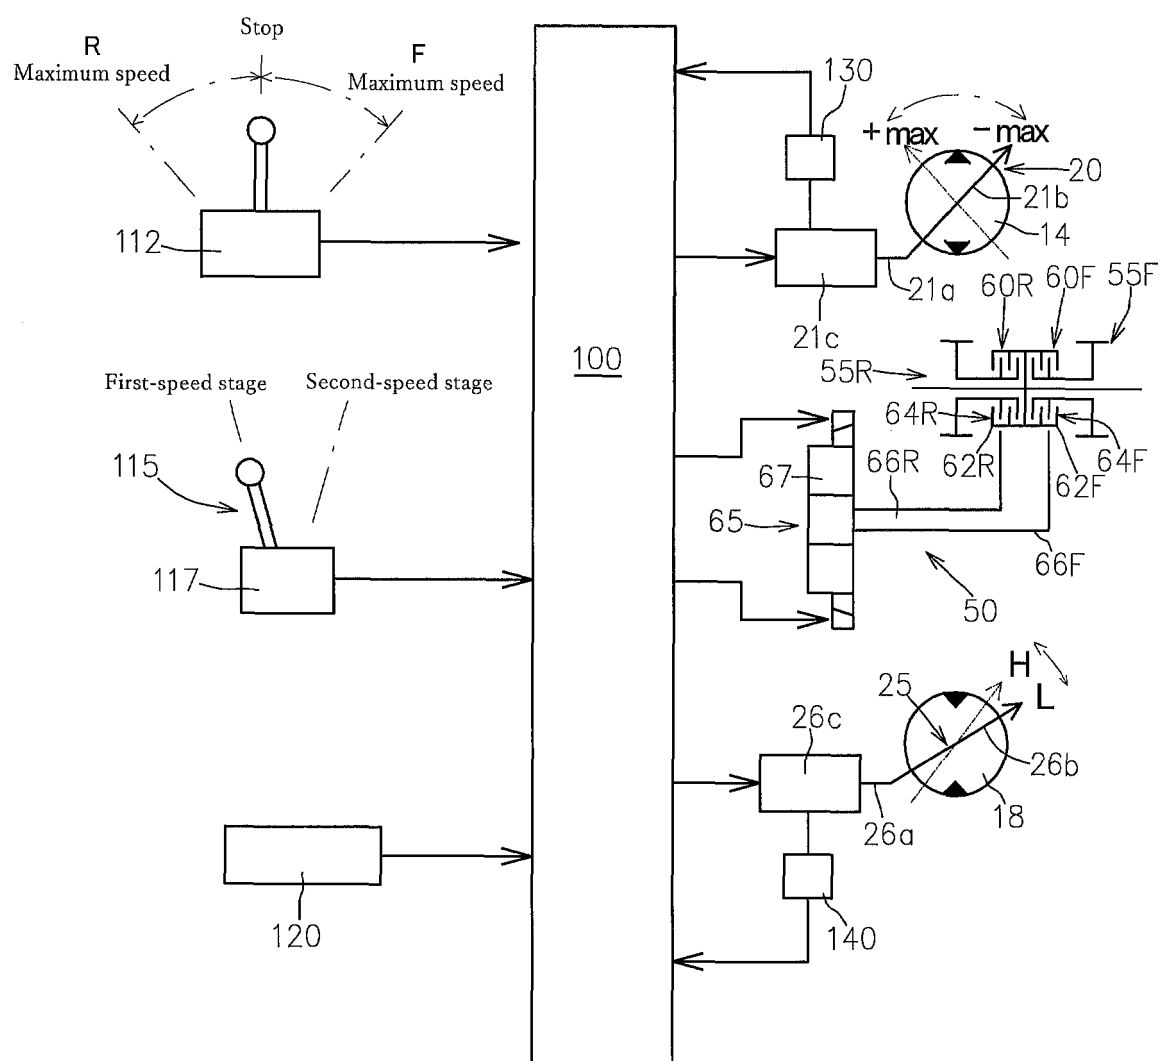 Stop
R
F
Maximum speed
Maximum speed
130
+max
-max
20
21b
112
14
21a
60R
60F
55F
21c
100
55R
First-speed stage
Second-speed stage
64R
62R
64F
62F
115
67
66R
65
66F
117
50
H
25
L
26c
26b
18
26a
120
140